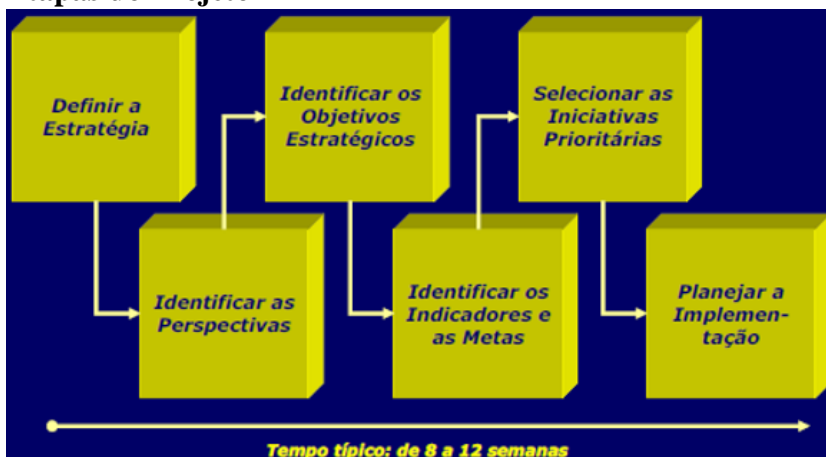 Definir a
Estratégia
Identificar as
Perspectivas
Identificar os
Objetivos
Estratégicos
Identificar os
Indicadores e
as Metas
Selecionar as
Iniciativas
Prioritárias
Planejar a
Implemen-
tação
Tempo típico: de 8 a 12 semanas